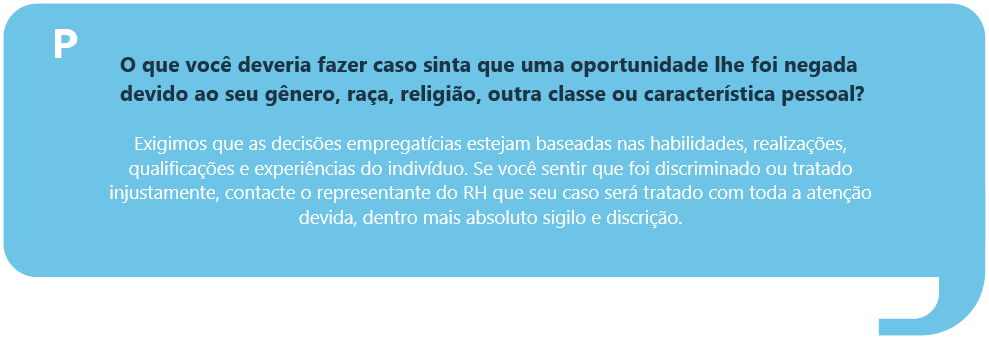 P
O que você deveria fazer caso sinta que uma oportunidade lhe foi negada
devido ao seu gênero, raça, religião, outra classe ou característica pessoal?
Exigimos que as decisões empregatícias estejam baseadas nas habilidades, realizações,
qualificações e experiências do indivíduo. Se você sentir que foi discriminado ou tratado
injustamente, contacte o representante do RH que seu caso será tratado com toda a atenção
devida, dentro mais absoluto sigilo e discrição.